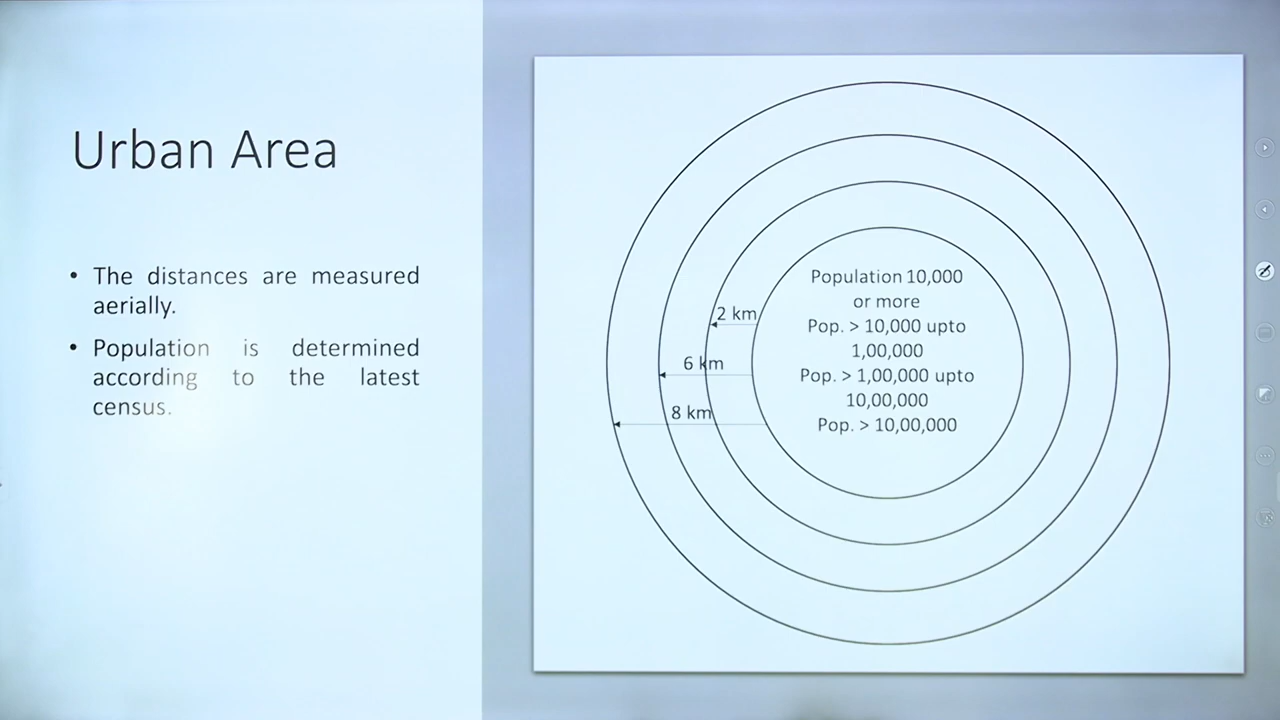 Urban Area
• The distances are measured
aerially.
• Population is determined
according to the latest
census.
Population 10,000
or more
Pop. > 10,000 upto
1,00,000
Pop. > 1,00,000 upto
10,00,000
Pop. > 10,00,000
2 km
6 km
8 km